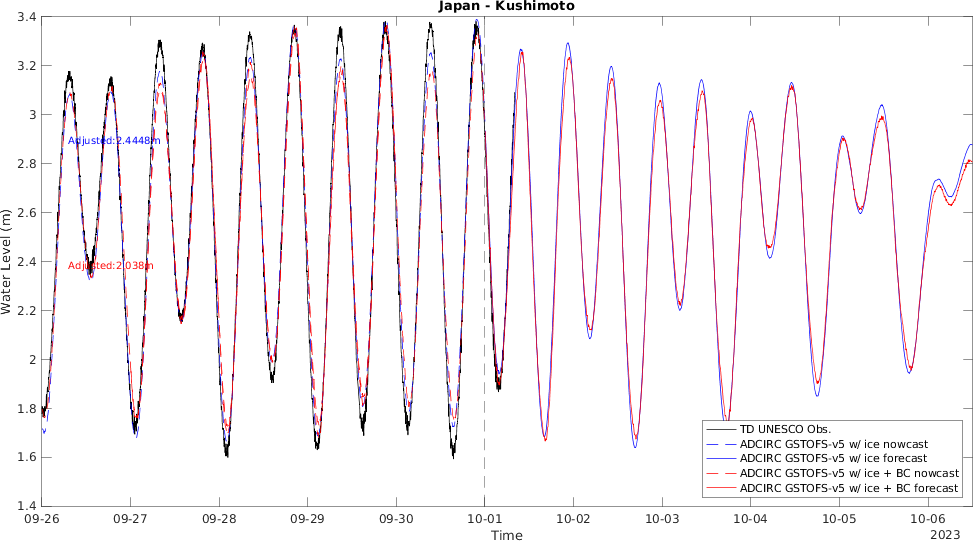 Japan - Kushimoto
3.4
3.2
3
2.8
2.6
2.4
2.2
2
1.8
1.6
1.4
Water Level (m)
Adjusted:2.4448m
Adjusted:2.038m
TD UNESCO Obs.
ADCIRC GSTOFS-v5 w/ ice nowcast
ADCIRC GSTOFS-v5 w/ ice forecast
ADCIRC GSTOFS-v5 w/ ice + BC nowcast
ADCIRC GSTOFS-v5 w/ ice + BC forecast
09-26 09-27 09-28 09-29 09-30 10-01 10-02 10-03 10-04 10-05 10-06
Time 2023